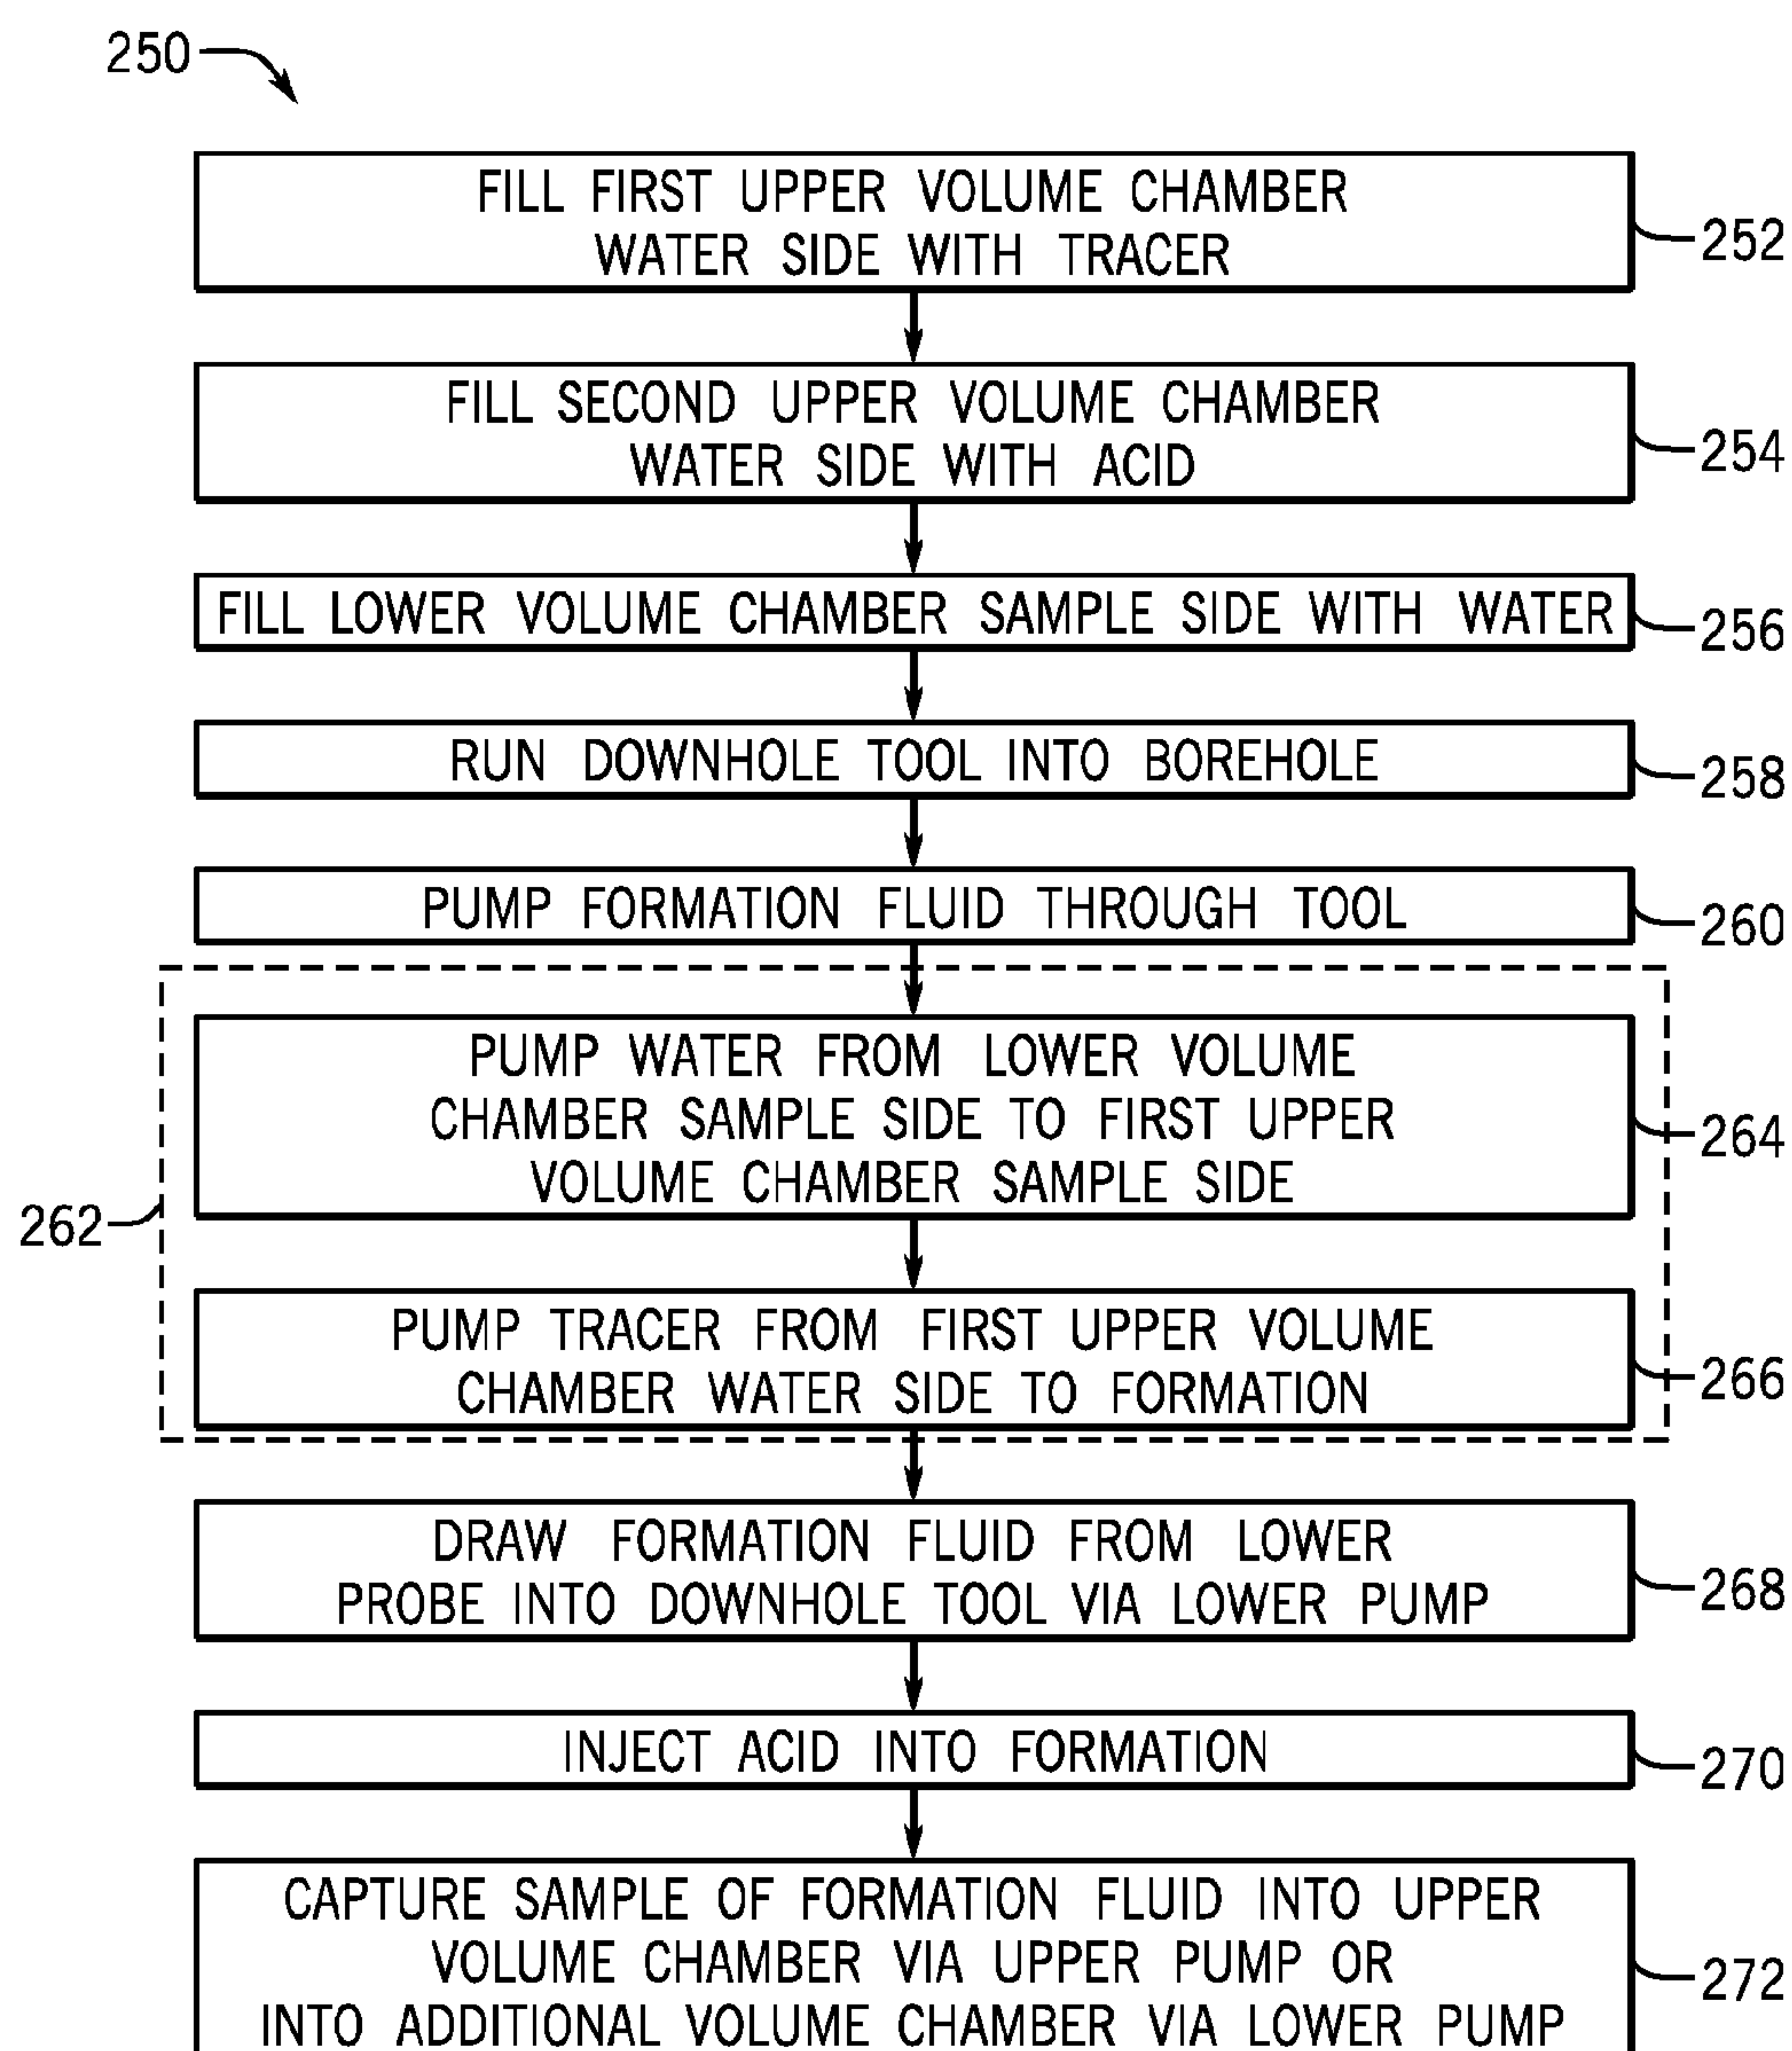 250
FILL FIRST UPPER VOLUME CHAMBER
WATER SIDE WITH TRACER
252
FILL SECOND UPPER VOLUME CHAMBER
WATER SIDE WITH ACID
254
FILL LOWER VOLUME CHAMBER SAMPLE SIDE WITH WATER
256
RUN DOWNHOLE TOOL INTO BOREHOLE
258
PUMP FORMATION FLUID THROUGH TOOL
260
262
PUMP WATER FROM LOWER VOLUME
CHAMBER SAMPLE SIDE TO FIRST UPPER
VOLUME CHAMBER SAMPLE SIDE
264
PUMP TRACER FROM FIRST UPPER VOLUME
CHAMBER WATER SIDE TO FORMATION
266
DRAW FORMATION FLUID FROM LOWER
PROBE INTO DOWNHOLE TOOL VIA LOWER PUMP
268
INJECT ACID INTO FORMATION
270
CAPTURE SAMPLE OF FORMATION FLUID INTO UPPER
VOLUME CHAMBER VIA UPPER PUMP OR
INTO ADDITIONAL VOLUME CHAMBER VIA LOWER PUMP
272